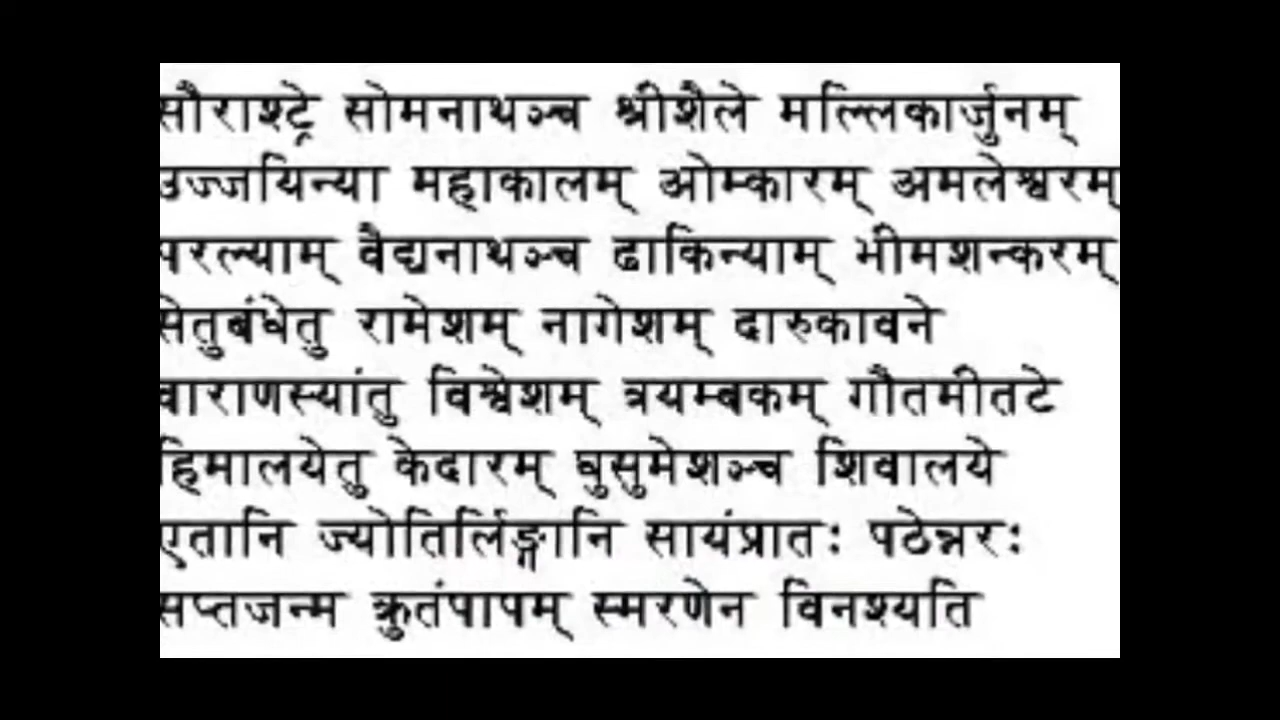 सौराश्ट्रे सोमनाथञ्च श्रीशैले मल्लिकार्जुनम्
उज्जयिन्या महाकालम् ओम्कारम् अमलेश्वरम्
परल्याम् वैद्यनाथञ्च ढाकिन्याम् भीमशन्करम्
सेतुबंधेतु रामेशम् नागेशम् दारुकावने
वाराणस्यांतु विश्वेशम् त्रयम्बकम् गौतमीतटे
हिमालयेतु केदारम् घुसुमेशञ्च शिवालये
एतानि ज्योतिर्लिङ्गानि सायंप्रातः पठेन्नरः
सप्तजन्म क्रुतंपापम् स्मरणेन विनश्यति